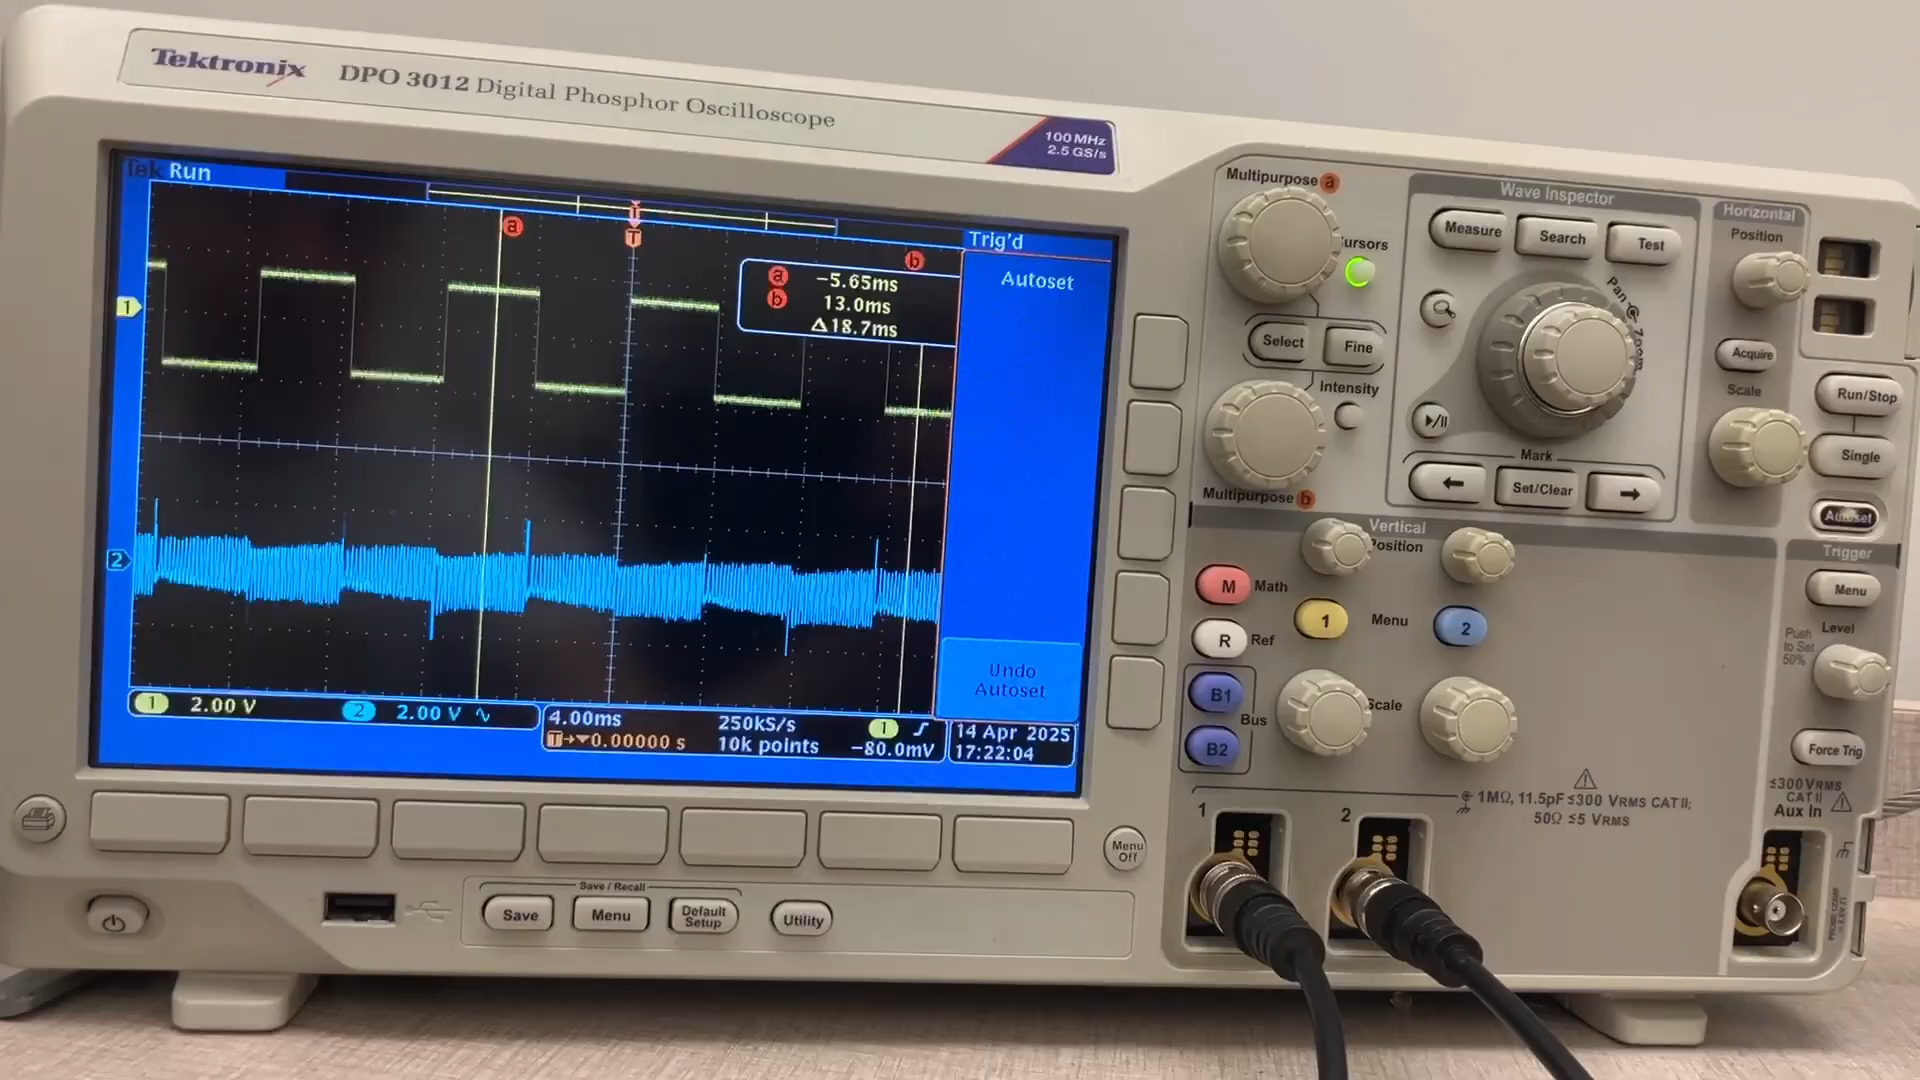 Tektronix DPO 3012 Digital Phosphor Oscilloscope
100 MHz
2.5 GS/s
Tek Run
Trig'd
a
b
T
T
a −5.65ms
b 13.0ms
Δ18.7ms
Autoset
1
2
Undo
Autoset
1 2.00 V
2 2.00 V
4.00ms
0.00000 s
250kS/s
10k points
1
−80.0mV
14 Apr 2025
17:22:04
Menu
Off
Save / Recall
Save
Menu
Default
Setup
Utility
Multipurpose a
ursors
Select
Fine
Intensity
Multipurpose b
Wave Inspector
Measure
Search
Test
Pan
Zoom
Mark
←
Set/Clear
→
Horizontal
Position
Acquire
Scale
Run/Stop
Single
Autoset
Trigger
Menu
Level
Push
to Set
50%
Force Trig
≤300 VRMS
CAT II
Aux In
Vertical
Position
M Math
1
Menu
2
R Ref
B1
Bus
B2
Scale
1
2
1MΩ, 11.5pF ≤300 VRMS CAT II;
50Ω ≤5 VRMS